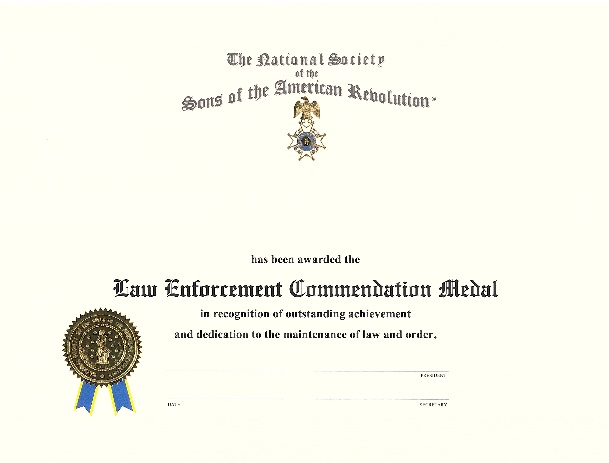 The National Society
of the
Sons of the American Revolution
has been awarded the
Law Enforcement Commendation Medal
in recognition of outstanding achievement
and dedication to the maintenance of law and order.
PRESIDENT
DATE
SECRETARY